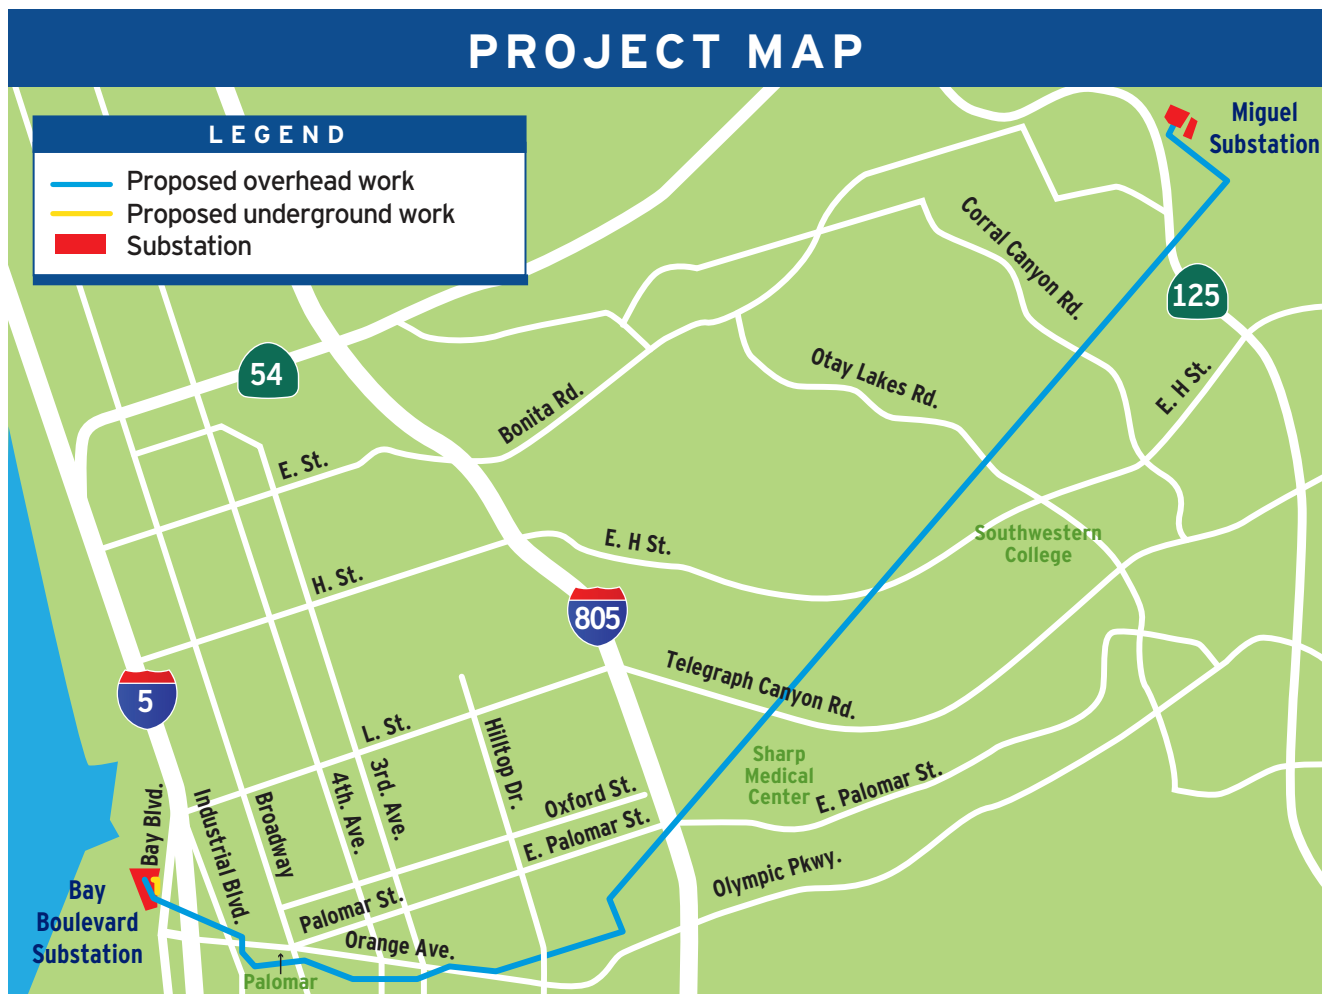 PROJECT MAP
LEGEND
Proposed overhead work
Proposed underground work
Substation
Miguel
Substation
Corral Canyon Rd.
125
54
Otay Lakes Rd.
E. H St.
Bonita Rd.
E. St.
E. H St.
Southwestern
College
H. St.
805
Telegraph Canyon Rd.
5
L. St.
Hilltop Dr.
Sharp
Medical
Center
E. Palomar St.
Bay Blvd.
Industrial Blvd.
Broadway
4th. Ave.
3rd. Ave.
Oxford St.
E. Palomar St.
Olympic Pkwy.
Bay
Boulevard
Substation
Palomar St.
Orange Ave.
Palomar